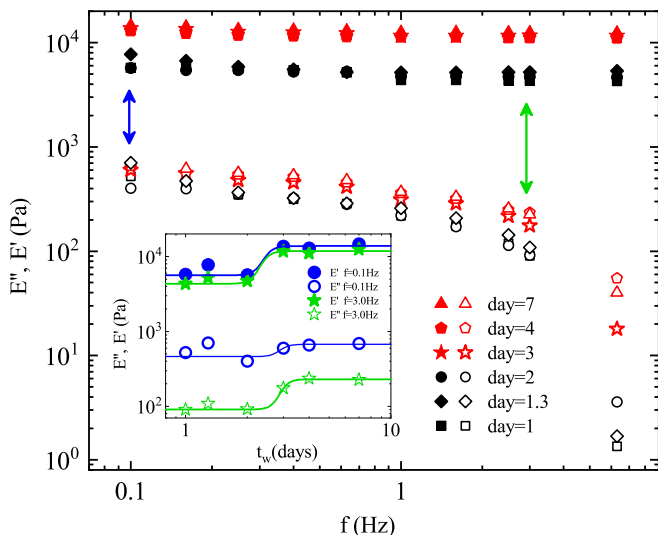 10⁴
10³
10²
10¹
10⁰
E'', E' (Pa)
0.1
1
f (Hz)
10⁴
10³
10²
E'', E' (Pa)
1
10
t_w(days)
E' f=0.1Hz
E'' f=0.1Hz
E' f=3.0Hz
E'' f=3.0Hz
day=7
day=4
day=3
day=2
day=1.3
day=1